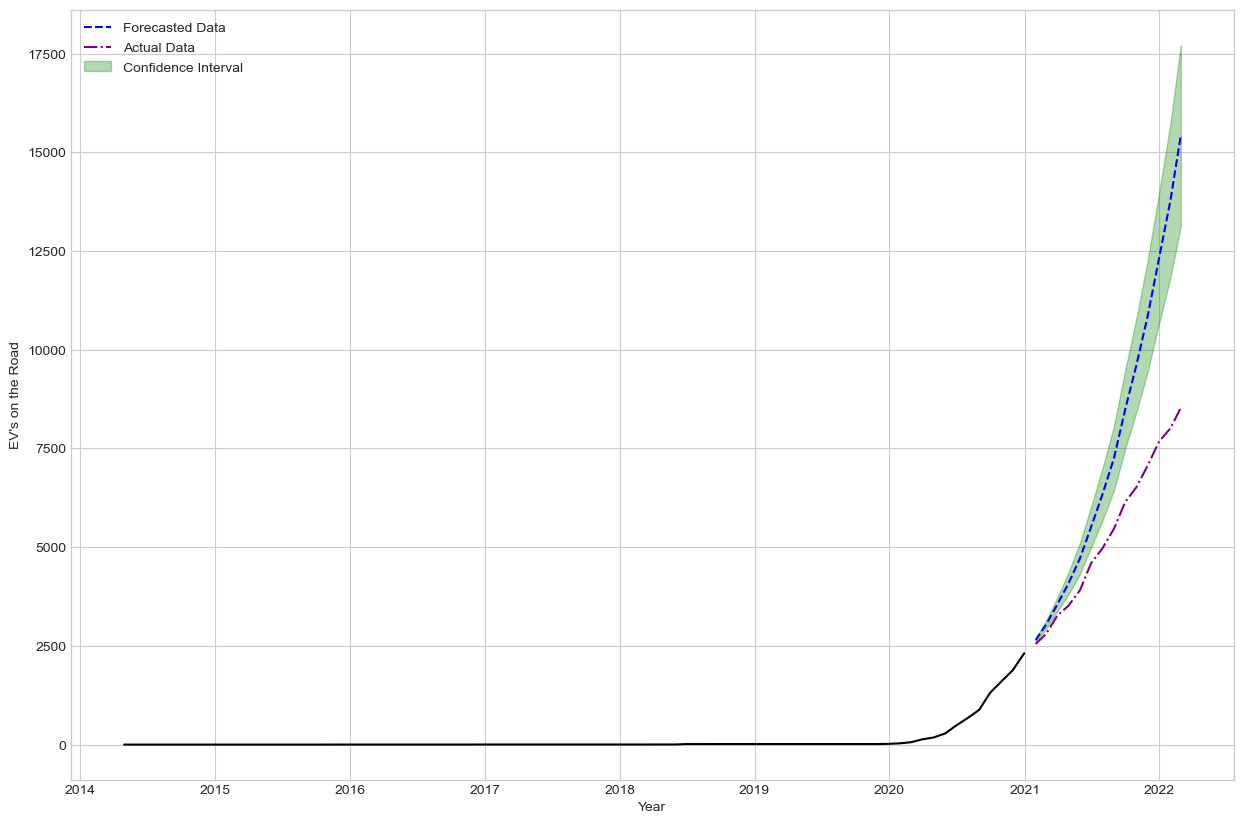 Forecasted Data
Actual Data
Confidence Interval
17500
15000
12500
10000
7500
5000
2500
0
EV's on the Road
2014 2015 2016 2017 2018 2019 2020 2021 2022
Year